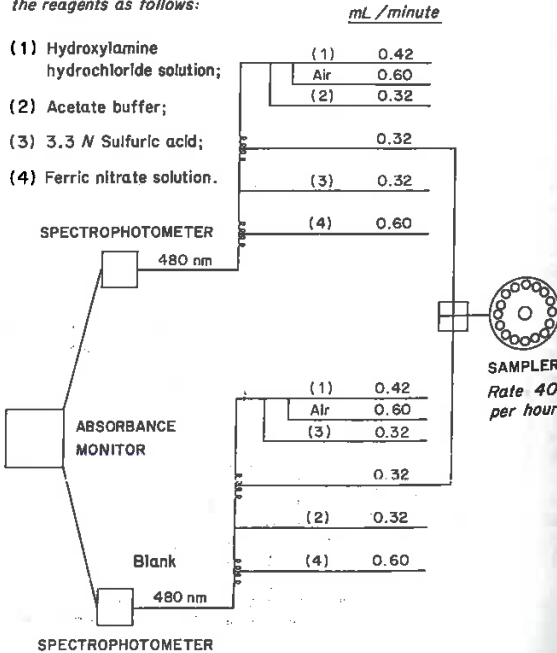 the reagents as follows:
mL/minute
(1) Hydroxylamine
hydrochloride solution;
(2) Acetate buffer;
(3) 3.3 N Sulfuric acid;
(4) Ferric nitrate solution.
(1) 0.42
Air 0.60
(2) 0.32
0.32
(3) 0.32
(4) 0.60
SPECTROPHOTOMETER
480 nm
SAMPLER
Rate 40
per hour
(1) 0.42
Air 0.60
(3) 0.32
ABSORBANCE
MONITOR
0.32
(2) 0.32
Blank
(4) 0.60
480 nm
SPECTROPHOTOMETER